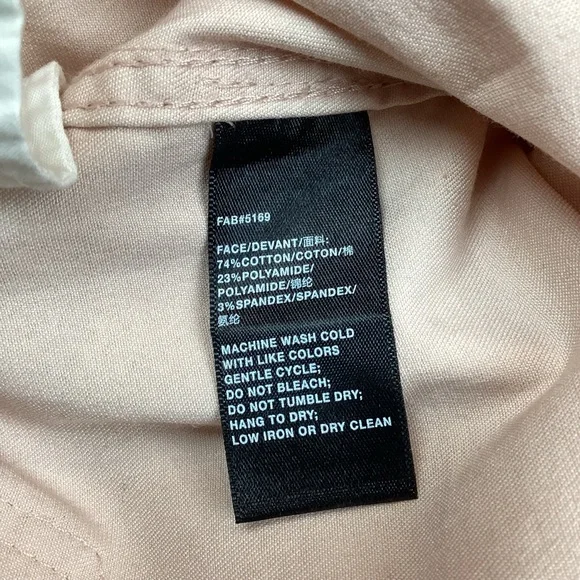 FAB#5169
FACE/DEVANT/面料:
74%COTTON/COTON/棉
23%POLYAMIDE/
POLYAMIDE/锦纶
3%SPANDEX/SPANDEX/
氨纶
MACHINE WASH COLD
WITH LIKE COLORS
GENTLE CYCLE;
DO NOT BLEACH;
DO NOT TUMBLE DRY;
HANG TO DRY;
LOW IRON OR DRY CLEAN